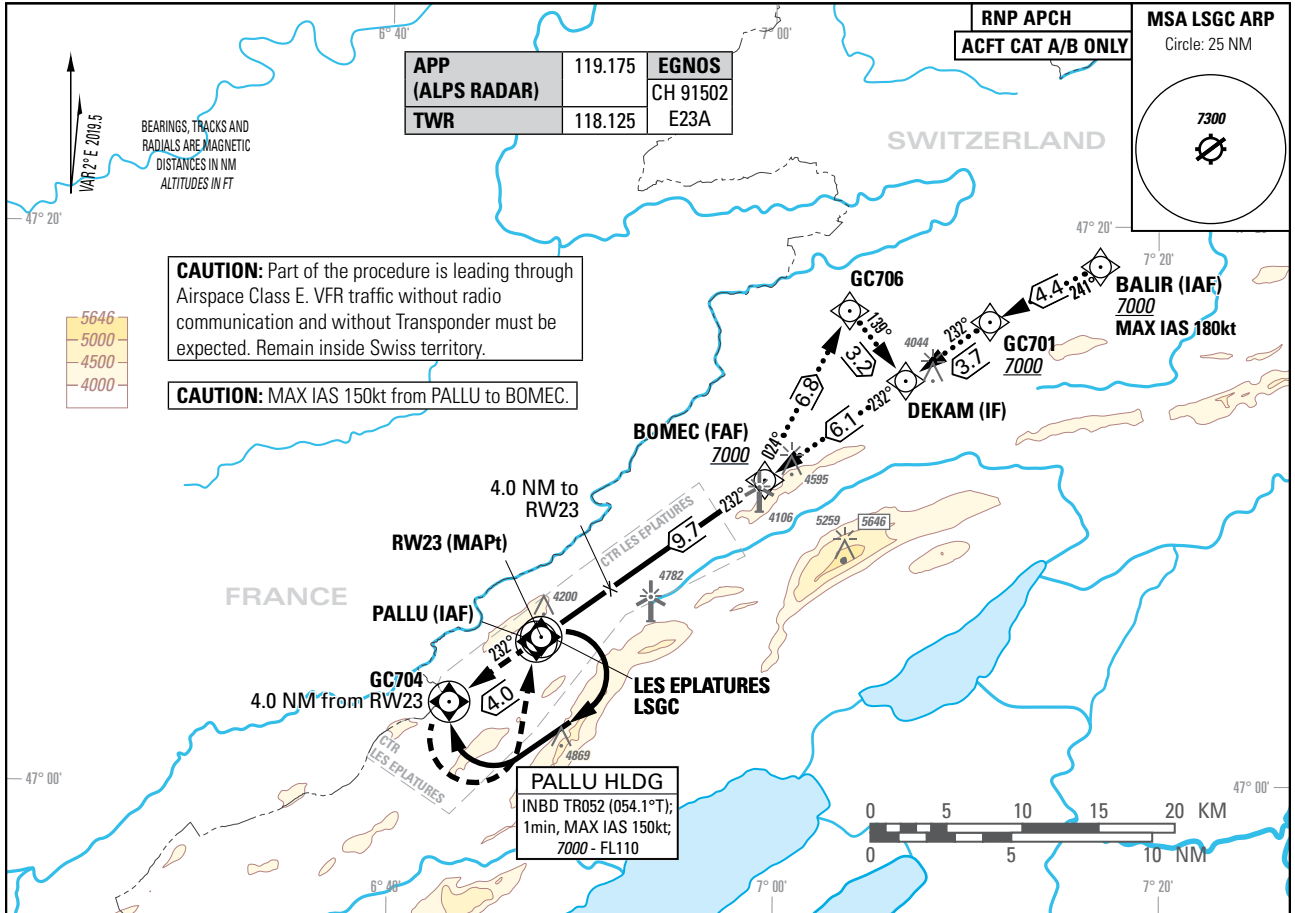 6° 40'
7° 00'
RNP APCH
ACFT CAT A/B ONLY
MSA LSGC ARP
Circle: 25 NM
7300
APP
(ALPS RADAR)
119.175
EGNOS
CH 91502
E23A
TWR
118.125
VAR 2° E 2019.5
BEARINGS, TRACKS AND
RADIALS ARE MAGNETIC
DISTANCES IN NM
ALTITUDES IN FT
SWITZERLAND
47° 20'
47° 20'
7° 20'
CAUTION: Part of the procedure is leading through
Airspace Class E. VFR traffic without radio
communication and without Transponder must be
expected. Remain inside Swiss territory.
CAUTION: MAX IAS 150kt from PALLU to BOMEC.
5646
5000
4500
4000
GC706
139°
3.2
4.4
241°
BALIR (IAF)
7000
MAX IAS 180kt
232°
GC701
7000
4044
3.7
DEKAM (IF)
232°
6.1
6.8
024°
BOMEC (FAF)
7000
232°
4595
4106
5259
5646
4.0 NM to
RW23
9.7
CTR LES EPLATURES
RW23 (MAPt)
4782
4200
FRANCE
PALLU (IAF)
232°
4.0
GC704
4.0 NM from RW23
LES EPLATURES
LSGC
CTR
LES EPLATURES
4869
47° 00'
47° 00'
PALLU HLDG
INBD TR052 (054.1°T);
1min, MAX IAS 150kt;
7000 - FL110
0 5 10 15 20 KM
0 5 10 NM
6° 40'
7° 00'
7° 20'